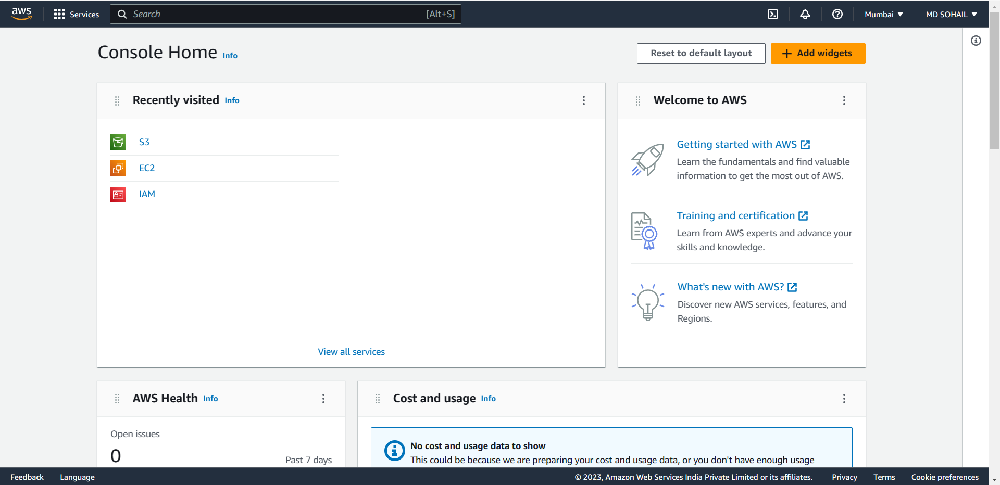 aws
Services
Search [Alt+S]
Mumbai
MD SOHAIL
Console Home Info
Reset to default layout
Add widgets
Recently visited Info
S3
EC2
IAM
View all services
Welcome to AWS
Getting started with AWS
Learn the fundamentals and find valuable
information to get the most out of AWS.
Training and certification
Learn from AWS experts and advance your
skills and knowledge.
What's new with AWS?
Discover new AWS services, features, and
Regions.
AWS Health Info
Open issues
0
Past 7 days
Cost and usage Info
No cost and usage data to show
This could be because we are preparing your cost and usage data, or you don't have enough usage
Feedback
Language
© 2023, Amazon Web Services India Private Limited or its affiliates.
Privacy
Terms
Cookie preferences